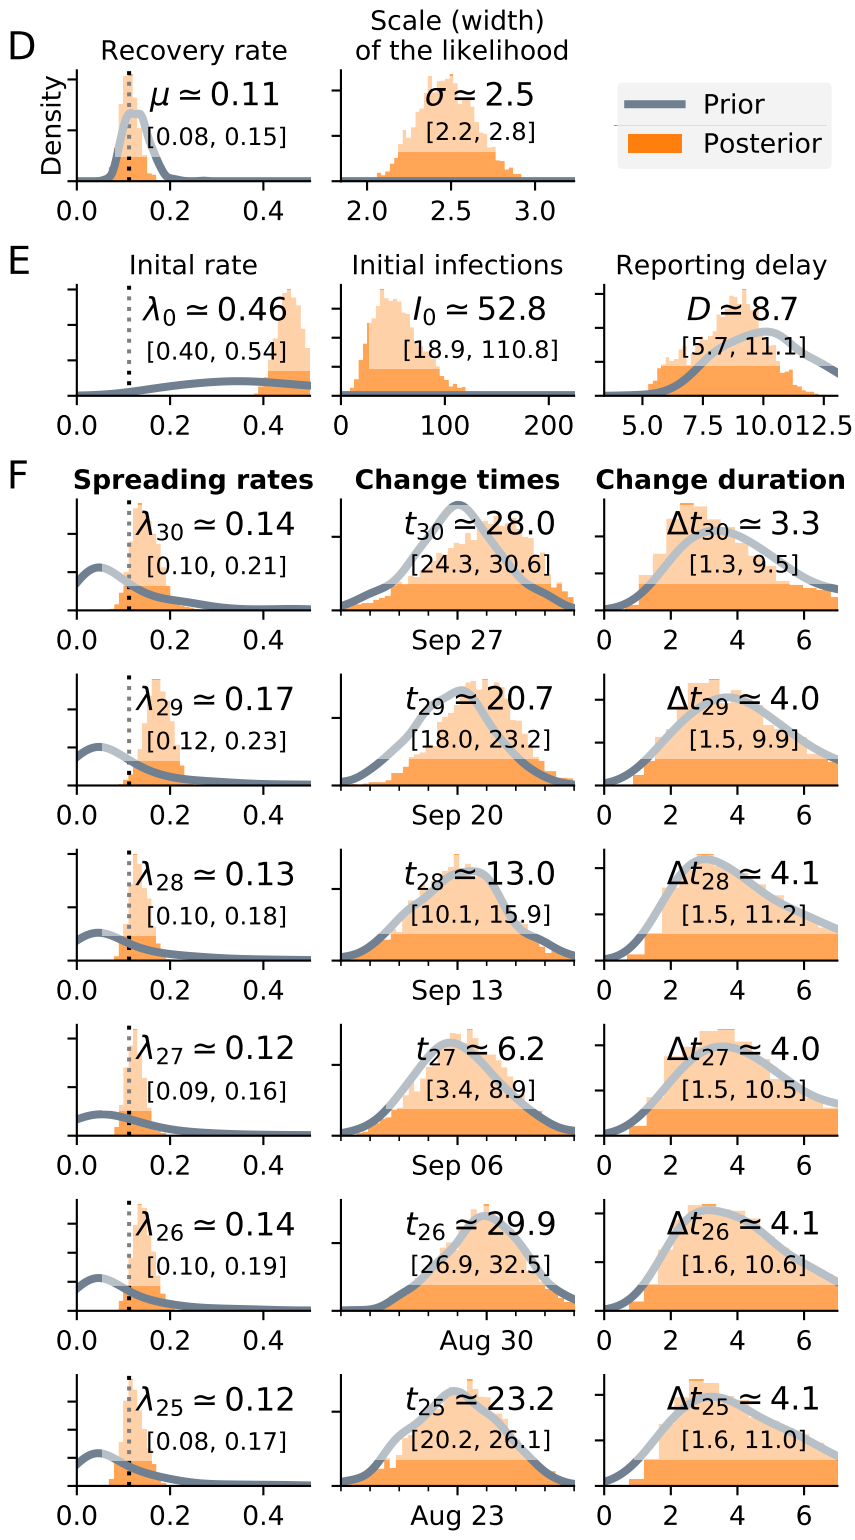 D
Recovery rate
Scale (width)
of the likelihood
Density
μ ≃ 0.11
[0.08, 0.15]
0.0 0.2 0.4
σ ≃ 2.5
[2.2, 2.8]
2.0 2.5 3.0
Prior
Posterior
E
Inital rate
λ0 ≃ 0.46
[0.40, 0.54]
0.0 0.2 0.4
Initial infections
I0 ≃ 52.8
[18.9, 110.8]
0 100 200
Reporting delay
D ≃ 8.7
[5.7, 11.1]
5.0 7.5 10.0 12.5
F
Spreading rates Change times Change duration
λ30 ≃ 0.14 t30 ≃ 28.0 Δt30 ≃ 3.3
[0.10, 0.21] [24.3, 30.6] [1.3, 9.5]
0.0 0.2 0.4 Sep 27 0 2 4 6
λ29 ≃ 0.17 t29 ≃ 20.7 Δt29 ≃ 4.0
[0.12, 0.23] [18.0, 23.2] [1.5, 9.9]
0.0 0.2 0.4 Sep 20 0 2 4 6
λ28 ≃ 0.13 t28 ≃ 13.0 Δt28 ≃ 4.1
[0.10, 0.18] [10.1, 15.9] [1.5, 11.2]
0.0 0.2 0.4 Sep 13 0 2 4 6
λ27 ≃ 0.12 t27 ≃ 6.2 Δt27 ≃ 4.0
[0.09, 0.16] [3.4, 8.9] [1.5, 10.5]
0.0 0.2 0.4 Sep 06 0 2 4 6
λ26 ≃ 0.14 t26 ≃ 29.9 Δt26 ≃ 4.1
[0.10, 0.19] [26.9, 32.5] [1.6, 10.6]
0.0 0.2 0.4 Aug 30 0 2 4 6
λ25 ≃ 0.12 t25 ≃ 23.2 Δt25 ≃ 4.1
[0.08, 0.17] [20.2, 26.1] [1.6, 11.0]
0.0 0.2 0.4 Aug 23 0 2 4 6